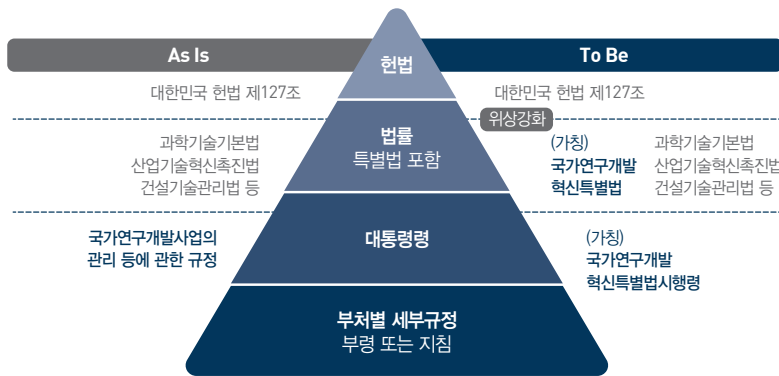 As Is
헌법
To Be
대한민국 헌법 제127조
대한민국 헌법 제127조
위상강화
과학기술기본법
산업기술혁신촉진법
건설기술관리법 등
법률
특별법 포함
(가칭)
국가연구개발
혁신특별법
과학기술기본법
산업기술혁신촉진법
건설기술관리법 등
국가연구개발사업의
관리 등에 관한 규정
대통령령
(가칭)
국가연구개발
혁신특별법시행령
부처별 세부규정
부령 또는 지침